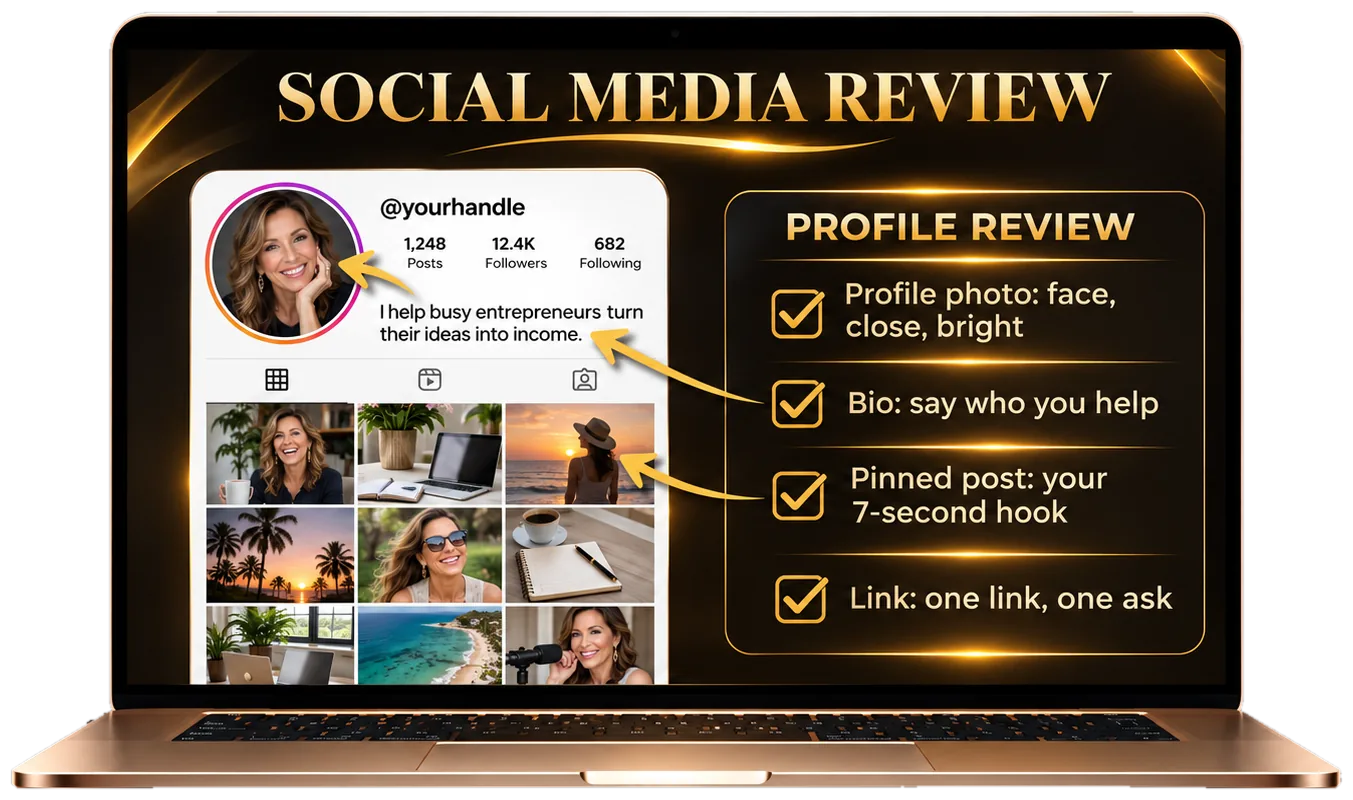 SOCIAL MEDIA REVIEW
@yourhandle
1,248
Posts
12.4K
Followers
682
Following
I help busy entrepreneurs turn
their ideas into income.
PROFILE REVIEW
Profile photo: face,
close, bright
Bio: say who you help
Pinned post: your
7-second hook
Link: one link, one ask